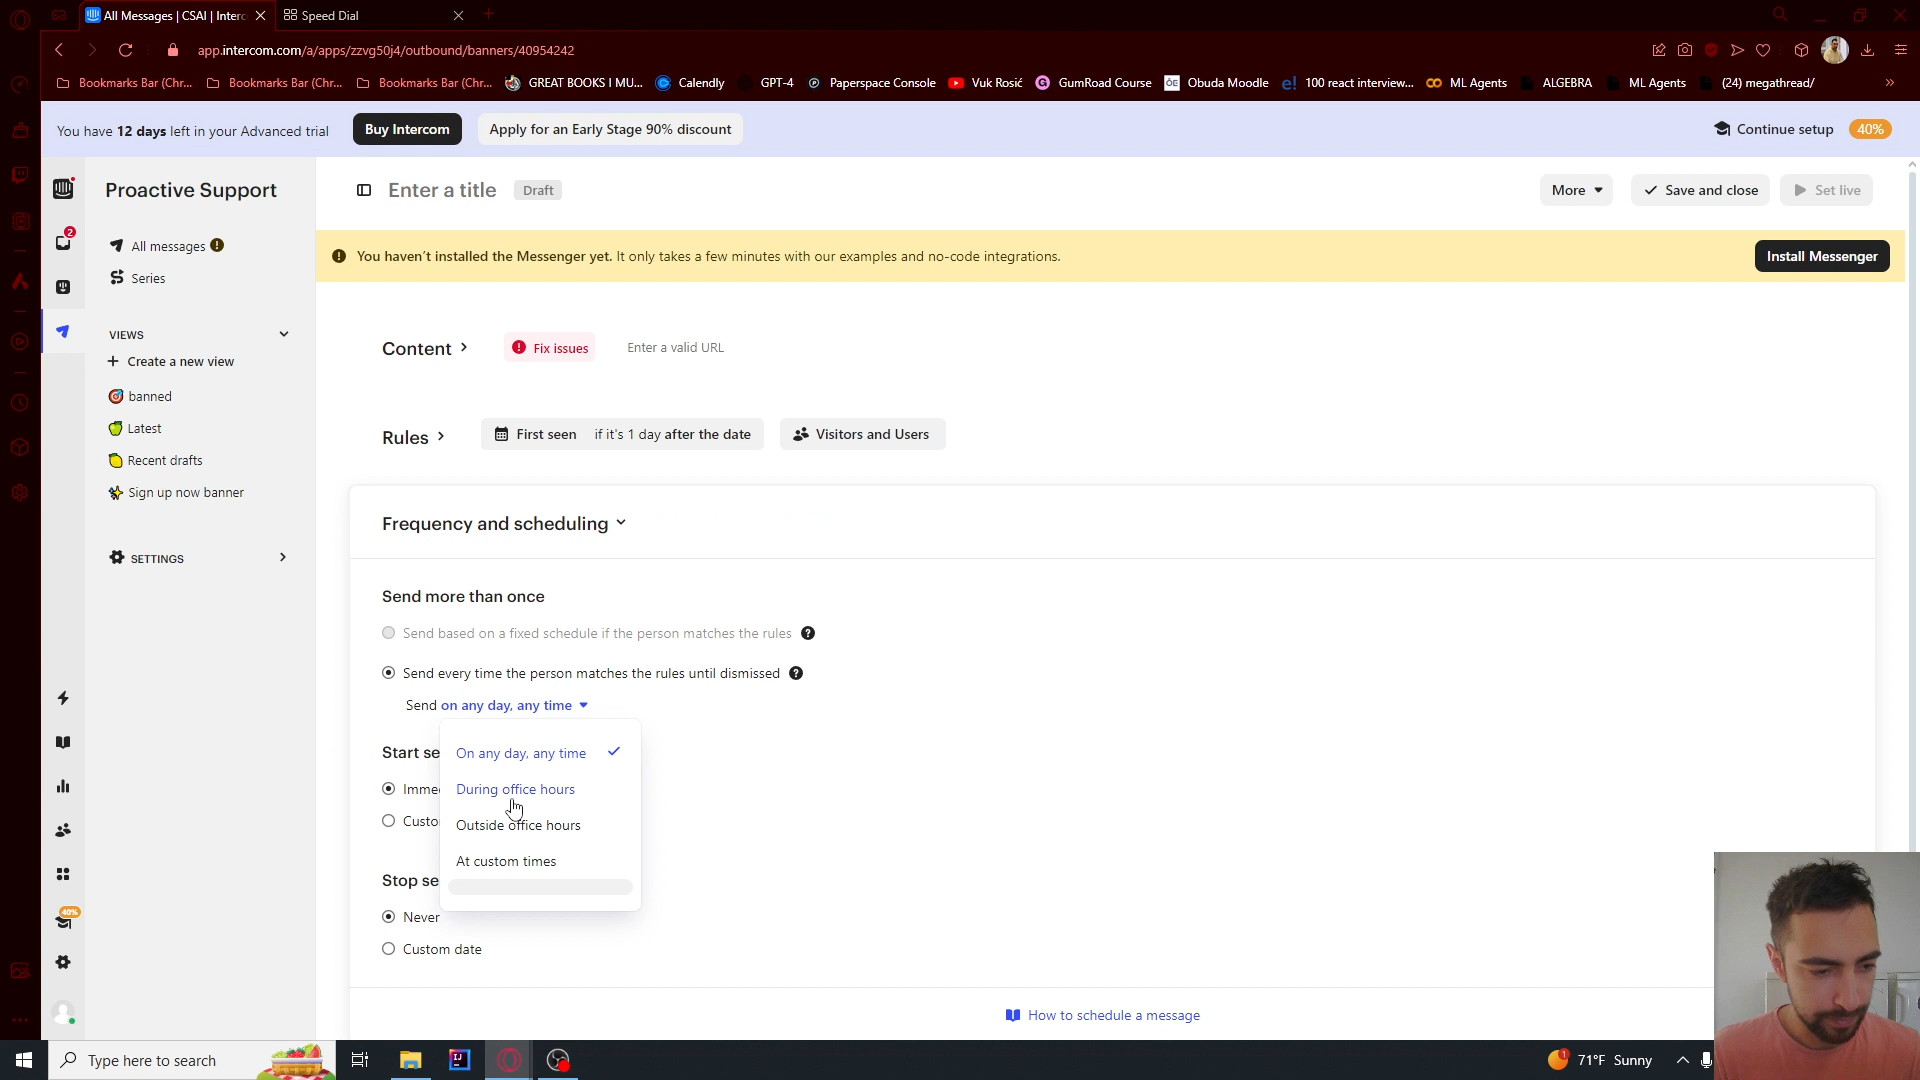 All Messages | CSAI | Interc
Speed Dial
app.intercom.com/a/apps/zzvg50j4/outbound/banners/40954242
Bookmarks Bar (Chr...
Bookmarks Bar (Chr...
Bookmarks Bar (Chr...
GREAT BOOKS I MU...
Calendly
GPT-4
Paperspace Console
Vuk Rosić
GumRoad Course
Obuda Moodle
100 react interview...
ML Agents
ALGEBRA
ML Agents
(24) megathread/
You have 12 days left in your Advanced trial
Buy Intercom
Apply for an Early Stage 90% discount
Continue setup
40%
Proactive Support
Enter a title
Draft
More
Save and close
Set live
2
All messages
Series
You haven't installed the Messenger yet. It only takes a few minutes with our examples and no-code integrations.
Install Messenger
VIEWS
Create a new view
banned
Latest
Recent drafts
Sign up now banner
SETTINGS
Content
Fix issues
Enter a valid URL
Rules
First seen if it's 1 day after the date
Visitors and Users
Frequency and scheduling
Send more than once
Send based on a fixed schedule if the person matches the rules
Send every time the person matches the rules until dismissed
Send on any day, any time
Start se
On any day, any time
Imme
During office hours
Custo
Outside office hours
At custom times
Stop se
Never
Custom date
40%
How to schedule a message
Type here to search
1
71°F Sunny